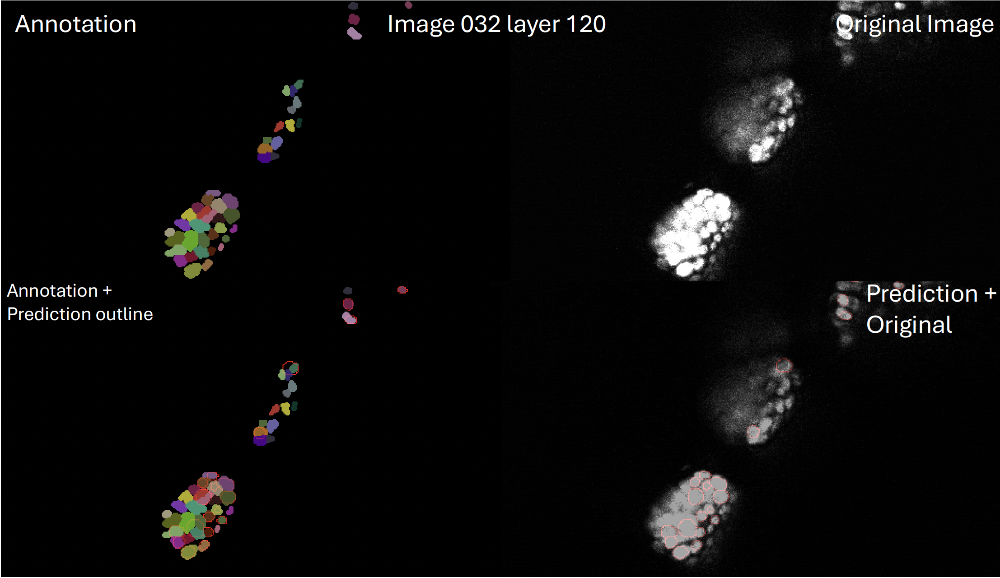 Annotation
Image 032 layer 120
Original Image
Annotation +
Prediction outline
Prediction +
Original